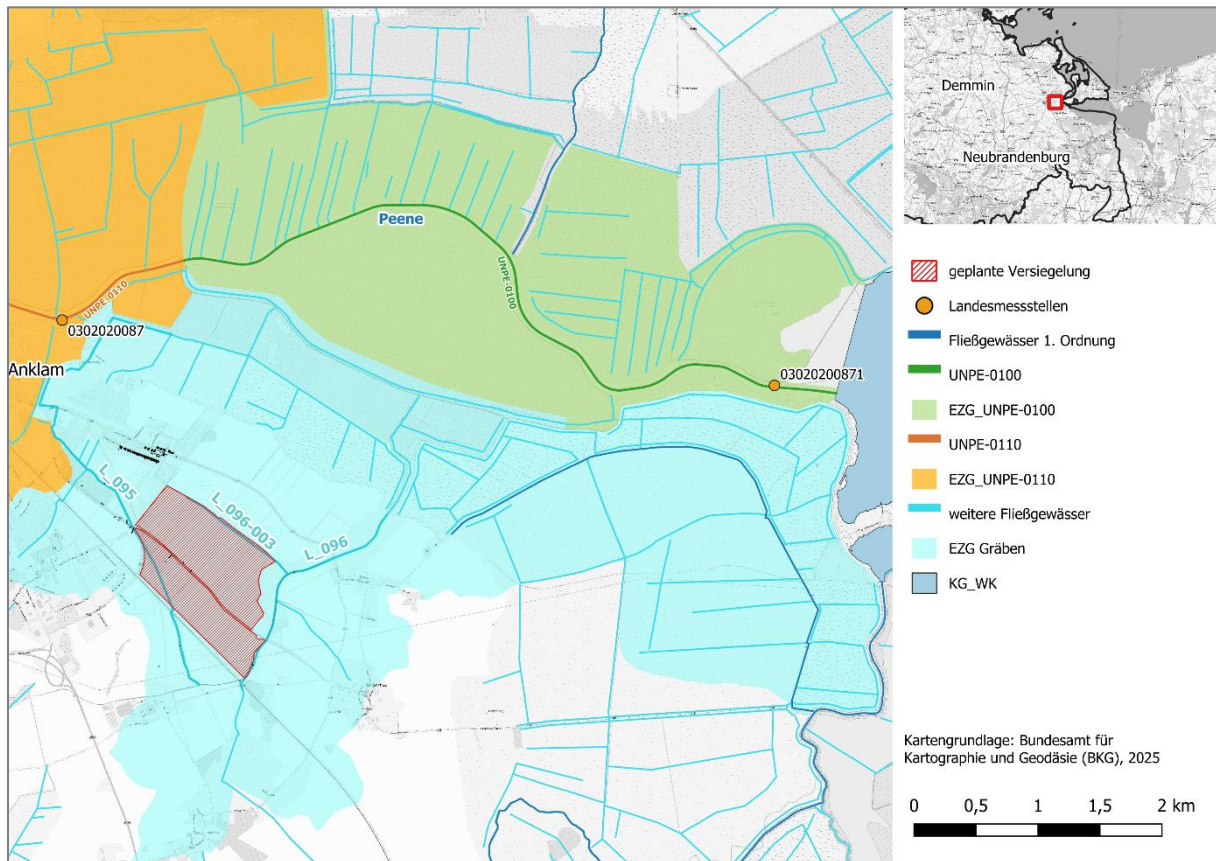 Peene
UNPE-0110
UNPE-0100
0302020087
03020200871
Anklam
L_095
L_096-003
L_096
Demmin
Neubrandenburg
geplante Versiegelung
Landesmessstellen
Fließgewässer 1. Ordnung
UNPE-0100
EZG_UNPE-0100
UNPE-0110
EZG_UNPE-0110
weitere Fließgewässer
EZG Gräben
KG_WK
Kartengrundlage: Bundesamt für
Kartographie und Geodäsie (BKG), 2025
0 0,5 1 1,5 2 km